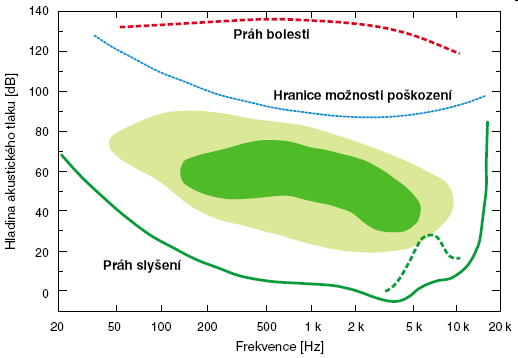 140
120
100
80
60
40
20
0
Hladina akustického tlaku [dB]
Práh bolesti
Hranice možnosti poškození
Práh slyšení
20 50 100 200 500 1 k 2 k 5 k 10 k 20 k
Frekvence [Hz]